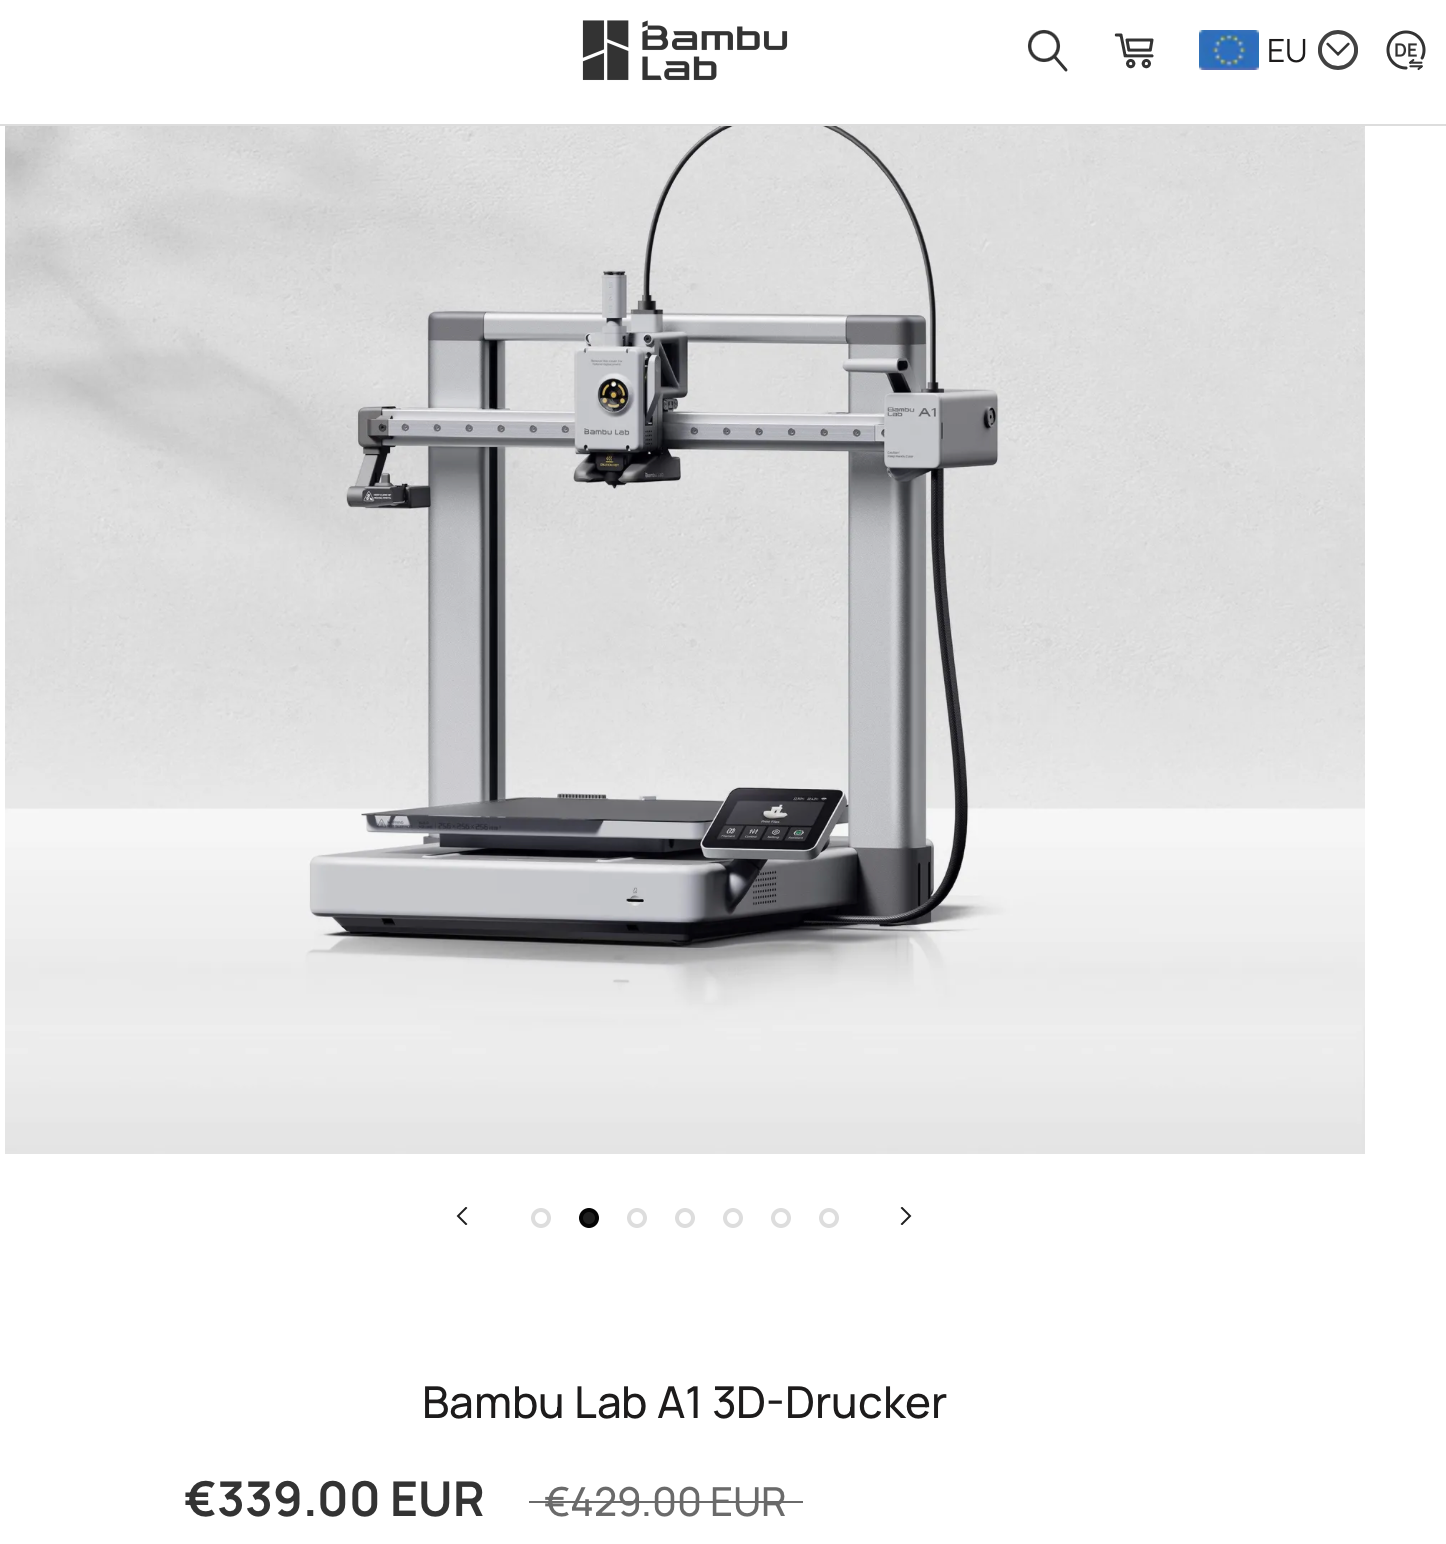 Bambu
Lab
EU
DE
Bambu Lab
Bambu
Lab
A1
Bambu Lab A1 3D-Drucker
€339.00 EUR
€429.00 EUR